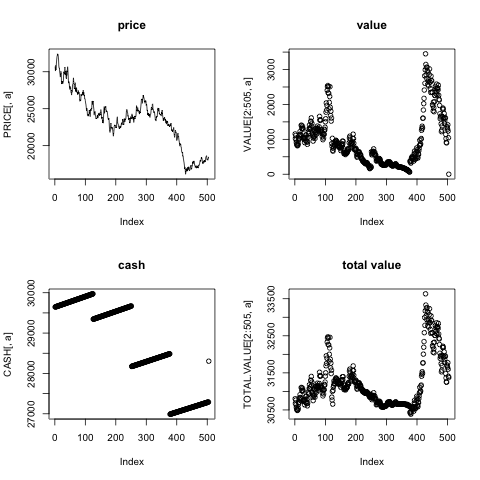 price
PRICE[, a]
20000 25000 30000
0 100 200 300 400 500
Index
value
VALUE[2:505, a]
0 1000 2000 3000
0 100 200 300 400 500
Index
cash
CASH[, a]
27000 28000 29000 30000
0 100 200 300 400 500
Index
total value
TOTAL.VALUE[2:505, a]
30500 31500 32500 33500
0 100 200 300 400 500
Index